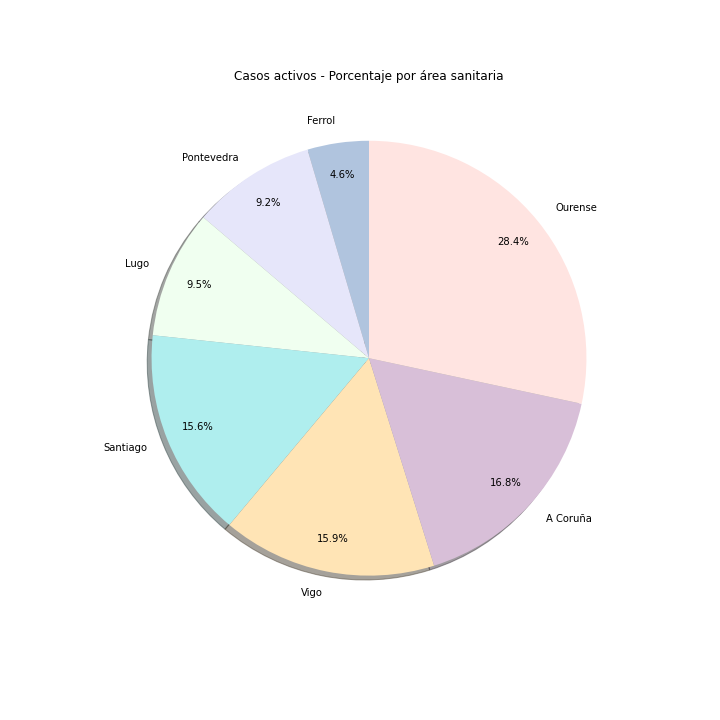 Casos activos - Porcentaje por área sanitaria
Ferrol
Pontevedra
4.6%
9.2%
Ourense
28.4%
Lugo
9.5%
15.6%
Santiago
16.8%
A Coruña
15.9%
Vigo